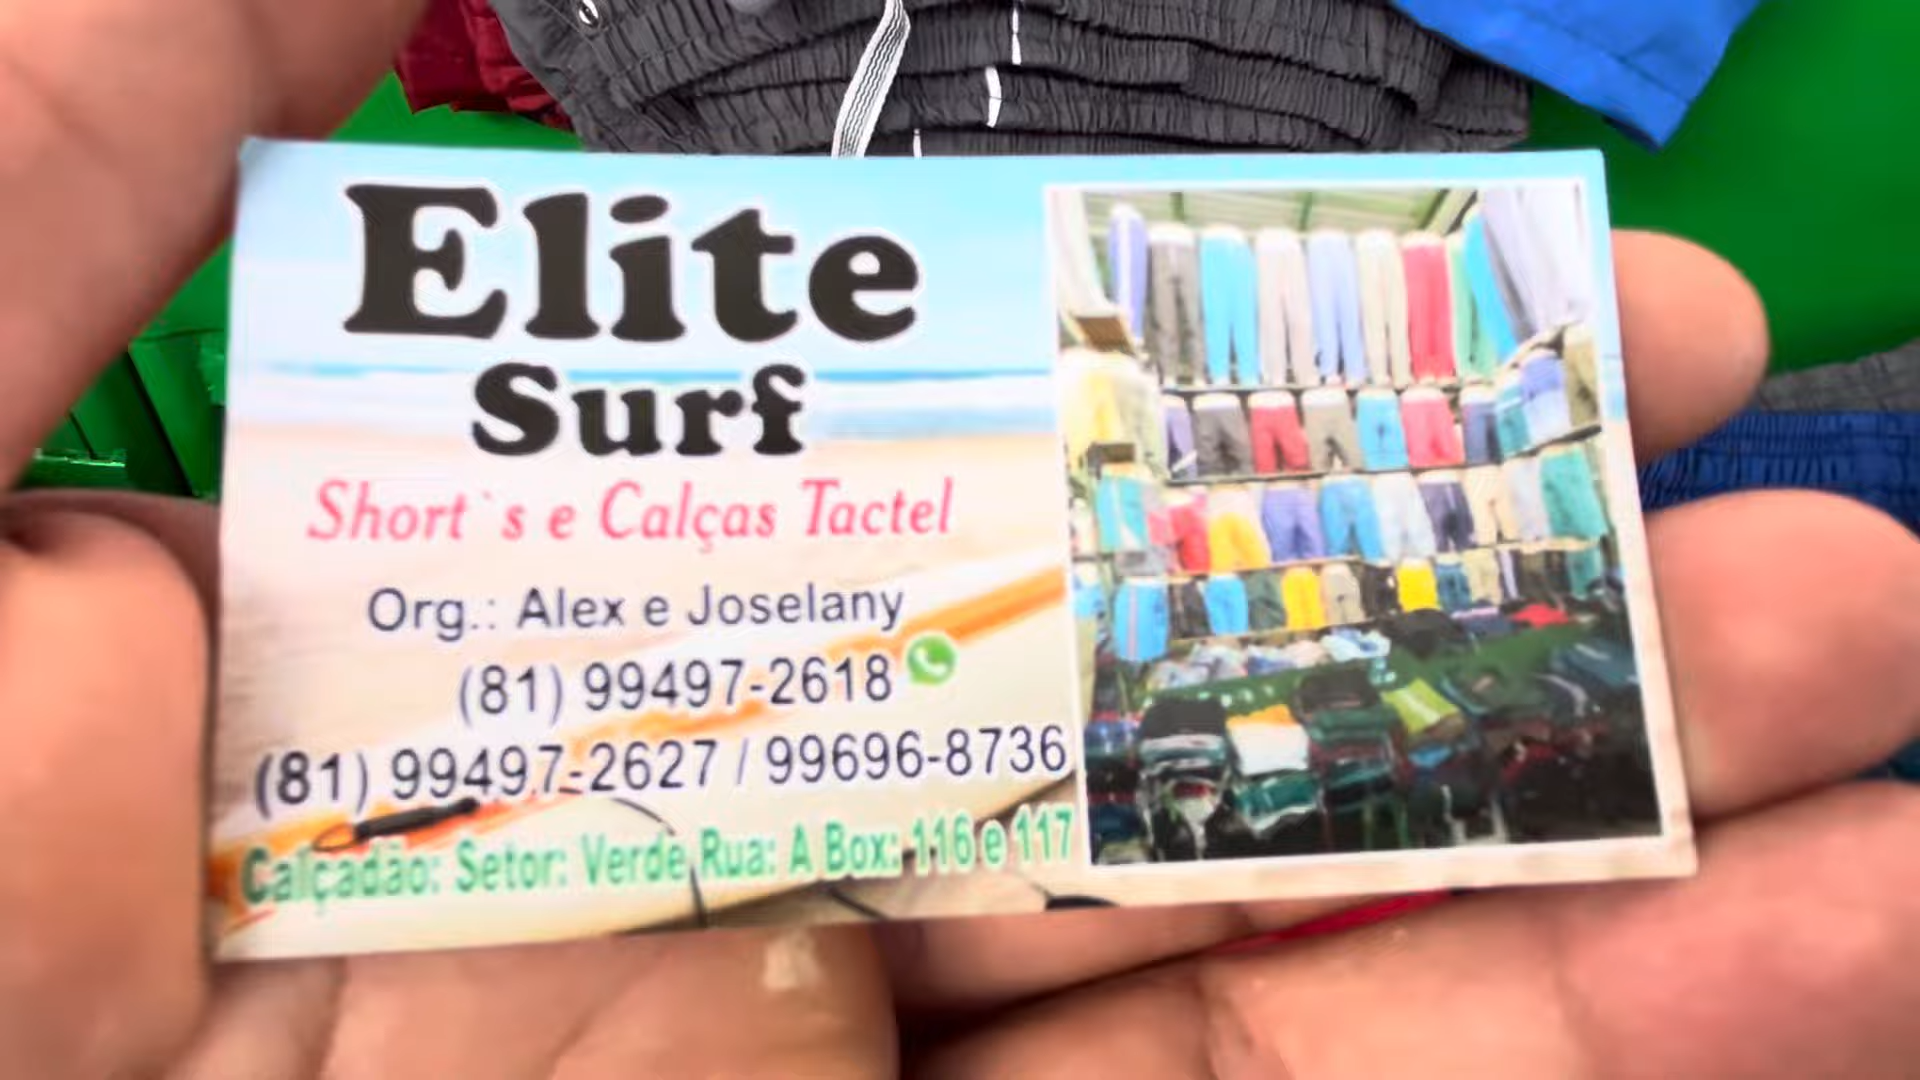 Elite
Surf
Short`s e Calças Tactel
Org.: Alex e Joselany
(81) 99497-2618
(81) 99497-2627 / 99696-8736
Calçadão: Setor: Verde Rua: A Box: 116 e 117